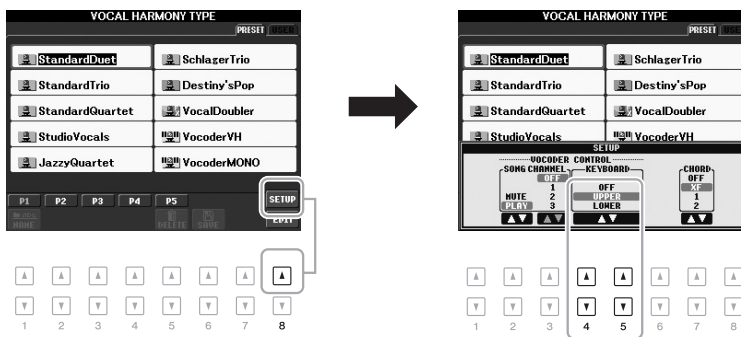 VOCAL HARMONY TYPE
PRESET USER
StandardDuet SchlagerTrio
StandardTrio Destiny'sPop
StandardQuartet VocalDoubler
StudioVocals VocoderVH
JazzyQuartet VocoderMONO
P1 P2 P3 P4 P5 SETUP
DELETE SAVE EDIT
1 2 3 4 5 6 7 8
VOCAL HARMONY TYPE
PRESET
StandardDuet SchlagerTrio
StandardTrio Destiny'sPop
StandardQuartet VocalDoubler
StudioVocals VocoderVH
SETUP
VOCODER CONTROL
SONG CHANNEL KEYBOARD CHORD
OFF OFF
1 OFF XF
MUTE 2 UPPER 1
PLAY 3 LOWER 2
1 2 3 4 5 6 7 8